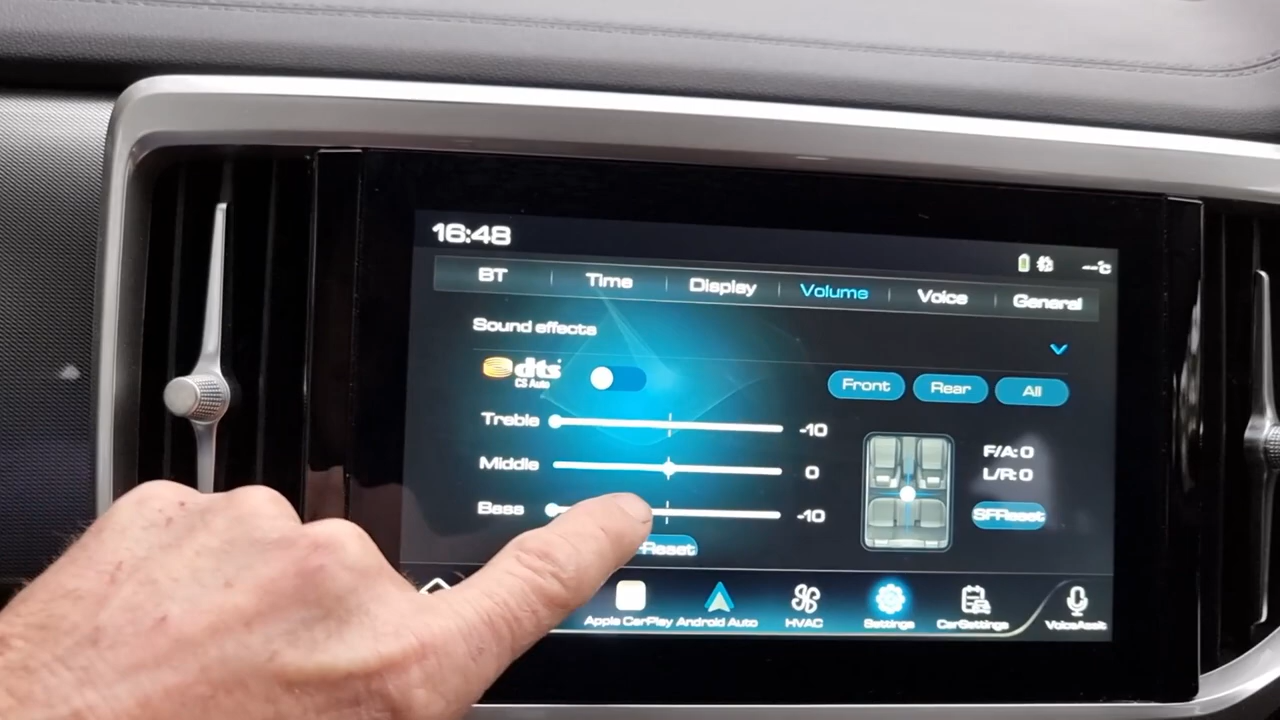 16:48
BT Time Display Volume Voice General
Sound effects
dts
CS Auto
Front Rear All
Treble -10
Middle 0
Bass -10
F/A: 0
L/R: 0
SFReset
Reset
Apple CarPlay Android Auto HVAC Settings CarSettings VoiceAssit